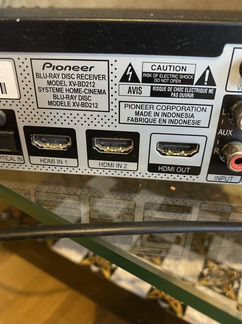 Pioneer
BLU-RAY DISC RECEIVER
MODEL XV-BD212
SYSTEME HOME-CINEMA
BLU-RAY DISC
MODELE XV-BD212
CAUTION
RISK OF ELECTRIC SHOCK
DO NOT OPEN
AVIS
RISQUE DE CHOC ELECTRIQUE NE
PAS OUVRIR
PIONEER CORPORATION
MADE IN INDONESIA
FABRIQUE EN INDONESIE
HDMI IN 1
HDMI IN 2
HDMI OUT
AUX
R
INPUT